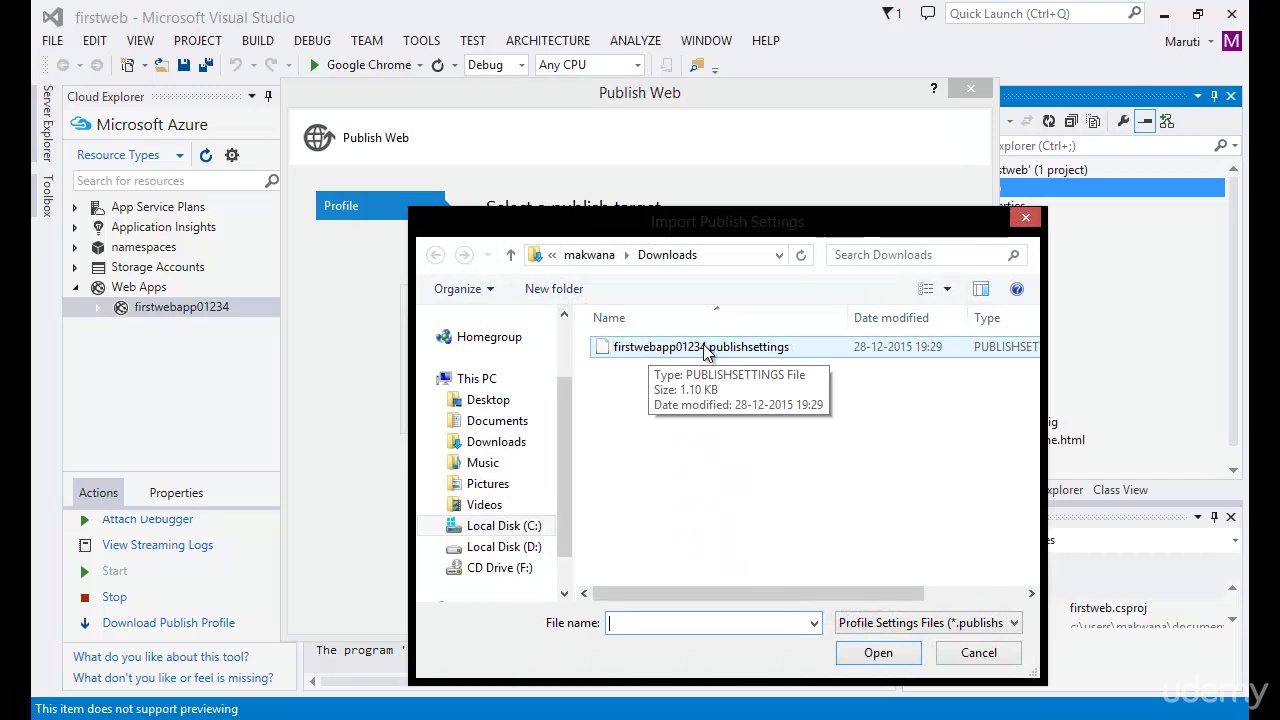 firstweb - Microsoft Visual Studio
1
Quick Launch (Ctrl+Q)
FILE EDIT VIEW PROJECT BUILD DEBUG TEAM TOOLS TEST ARCHITECTURE ANALYZE WINDOW HELP
Maruti M
Google Chrome Debug Any CPU
Server Explorer
Toolbox
Cloud Explorer
Microsoft Azure
Resource Types
Search for resources
App Service Plans
Application Insights
namespaces
Storage Accounts
Web Apps
firstwebapp01234
Actions Properties
Attach Debugger
View Streaming Logs
Start
Stop
Download Publish Profile
What do you like about this tool?
What don't you like or feel is missing?
Publish Web
?
Publish Web
Profile
Select a publish target
Import Publish Settings
« makwana Downloads
Search Downloads
Organize New folder
Name Date modified Type
firstwebapp01234.publishsettings 28-12-2015 19:29 PUBLISHSET
Type: PUBLISHSETTINGS File
Size: 1.10 KB
Date modified: 28-12-2015 19:29
Homegroup
This PC
Desktop
Documents
Downloads
Music
Pictures
Videos
Local Disk (C:)
Local Disk (D:)
CD Drive (F:)
File name:
Profile Settings Files (*.publishs
Open Cancel
The program '
xplorer (Ctrl+;)
stweb' (1 project)
erties
ig
ne.html
xplorer Class View
es
firstweb.csproj
c:\users\makwana\document
This item does not support previewing
udemy